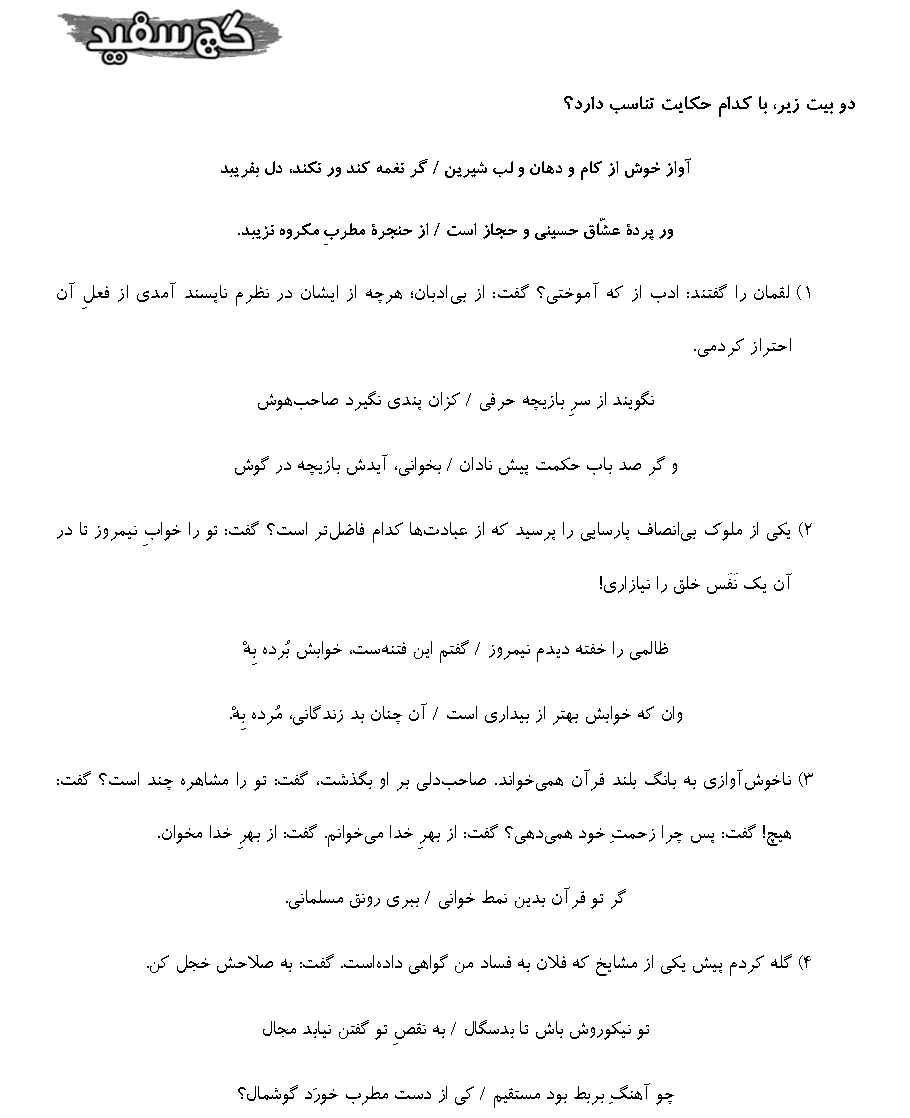 گچ سفید
دو بیت زیر، با کدام حکایت تناسب دارد؟
آواز خوش از کام و دهان و لب شیرین / گر نغمه کند ور نکند، دل بفریبد
ور پردهٔ عشّاق حسینی و حجاز است / از حنجرهٔ مطربِ مکروه نزیبد.
۱) لقمان را گفتند: ادب از که آموختی؟ گفت: از بی‌ادبان؛ هرچه از ایشان در نظرم ناپسند آمدی از فعلِ آن
احتراز کردمی.
نگویند از سرِ بازیچه حرفی / کزان پندی نگیرد صاحب‌هوش
و گر صد باب حکمت پیش نادان / بخوانی، آیدش بازیچه در گوش
۲) یکی از ملوک بی‌انصاف پارسایی را پرسید که از عبادت‌ها کدام فاضل‌تر است؟ گفت: تو را خوابِ نیمروز تا در
آن یک نَفَس خلق را نیازاری!
ظالمی را خفته دیدم نیمروز / گفتم این فتنه‌ست، خوابش بُرده بِهْ
وان که خوابش بهتر از بیداری است / آن چنان بد زندگانی، مُرده بِهْ.
۳) ناخوش‌آوازی به بانگ بلند قرآن همی‌خواند. صاحب‌دلی بر او بگذشت، گفت: تو را مشاهره چند است؟ گفت:
هیچ! گفت: پس چرا زحمتِ خود همی‌دهی؟ گفت: از بهرِ خدا می‌خوانم. گفت: از بهرِ خدا مخوان.
گر تو قرآن بدین نمط خوانی / ببری رونق مسلمانی.
۴) گله کردم پیش یکی از مشایخ که فلان به فساد من گواهی داده‌است. گفت: به صلاحش خجل کن.
تو نیکوروش باش تا بدسگال / به نقصِ تو گفتن نیابد مجال
چو آهنگِ بربط بود مستقیم / کی از دست مطرب خورَد گوشمال؟